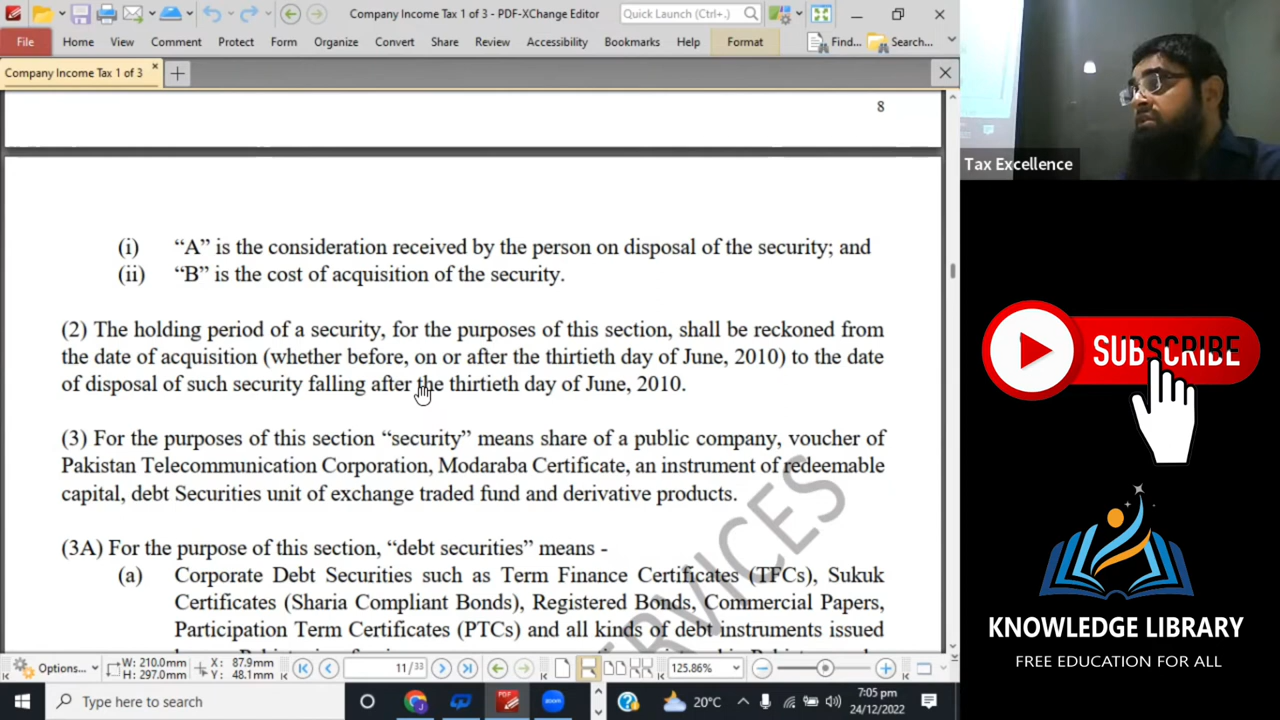 Company Income Tax 1 of 3 - PDF-XChange Editor
Quick Launch (Ctrl+.)
File Home View Comment Protect Form Organize Convert Share Review Accessibility Bookmarks Help Format Find... Search...
Company Income Tax 1 of 3
8
(i) “A” is the consideration received by the person on disposal of the security; and
(ii) “B” is the cost of acquisition of the security.
(2) The holding period of a security, for the purposes of this section, shall be reckoned from
the date of acquisition (whether before, on or after the thirtieth day of June, 2010) to the date
of disposal of such security falling after the thirtieth day of June, 2010.
(3) For the purposes of this section “security” means share of a public company, voucher of
Pakistan Telecommunication Corporation, Modaraba Certificate, an instrument of redeemable
capital, debt Securities unit of exchange traded fund and derivative products.
(3A) For the purpose of this section, “debt securities” means -
(a) Corporate Debt Securities such as Term Finance Certificates (TFCs), Sukuk
Certificates (Sharia Compliant Bonds), Registered Bonds, Commercial Papers,
Participation Term Certificates (PTCs) and all kinds of debt instruments issued
SERVICES
Options...
W: 210.0mm
H: 297.0mm
X: 87.9mm
Y: 48.1mm
11 / 33
125.86%
Type here to search
20°C
7:05 pm
24/12/2022
Tax Excellence
SUBSCRIBE
KNOWLEDGE LIBRARY
FREE EDUCATION FOR ALL